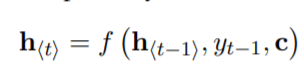 h⟨t⟩ = f (h⟨t−1⟩, yt−1, c)